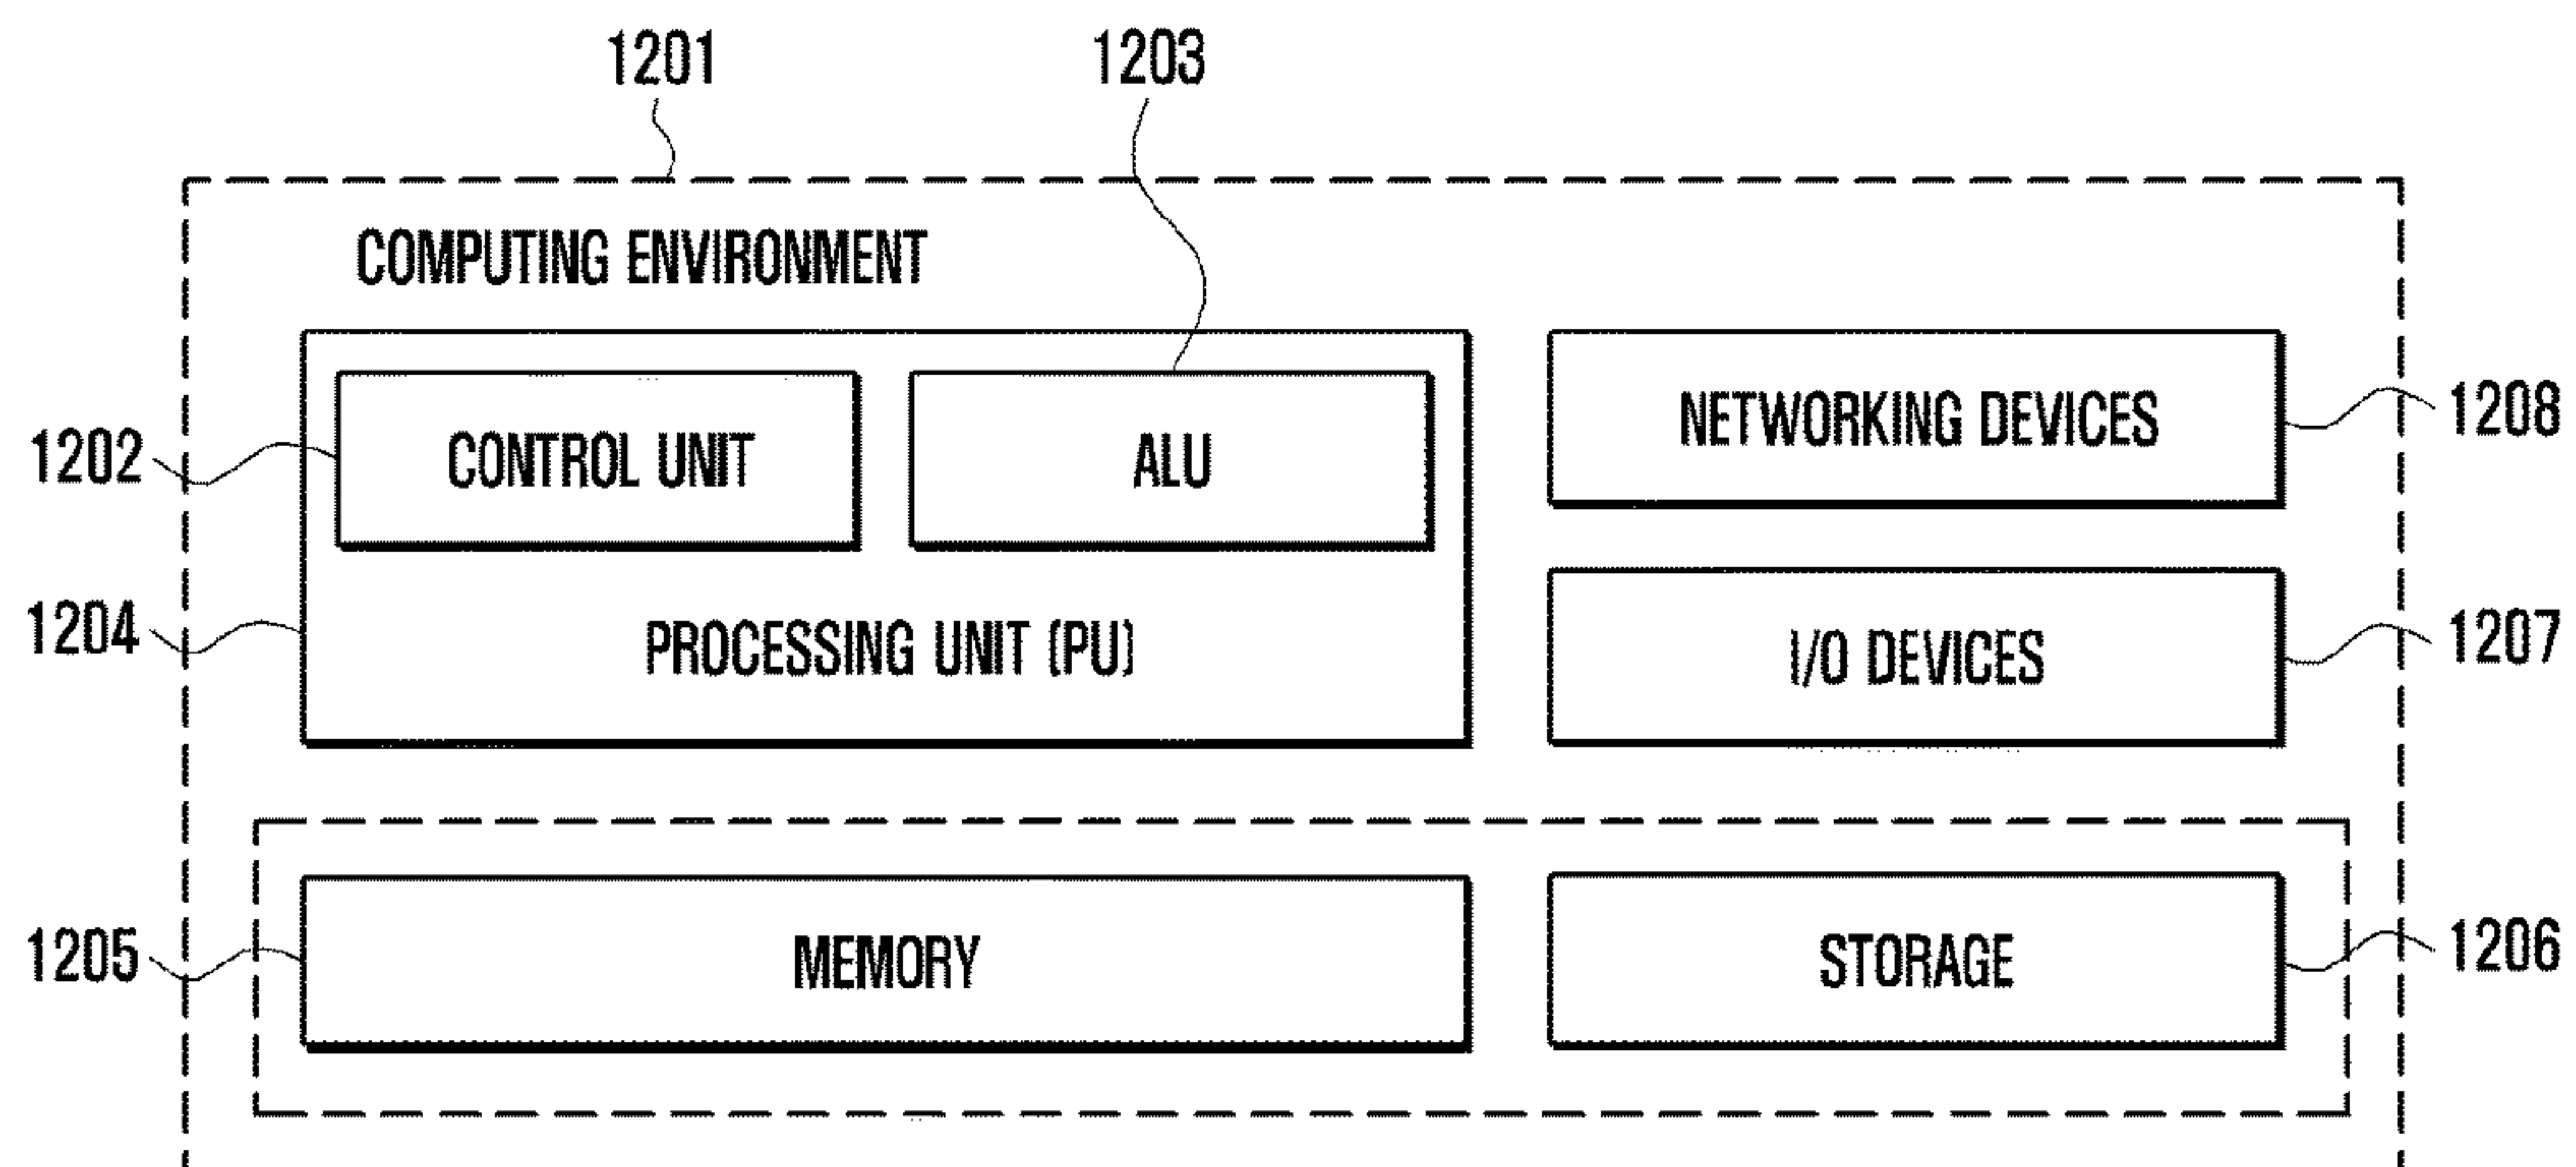 1201 1203
COMPUTING ENVIRONMENT
1202 CONTROL UNIT ALU NETWORKING DEVICES 1208
1204 PROCESSING UNIT (PU) I/O DEVICES 1207
1205 MEMORY STORAGE 1206